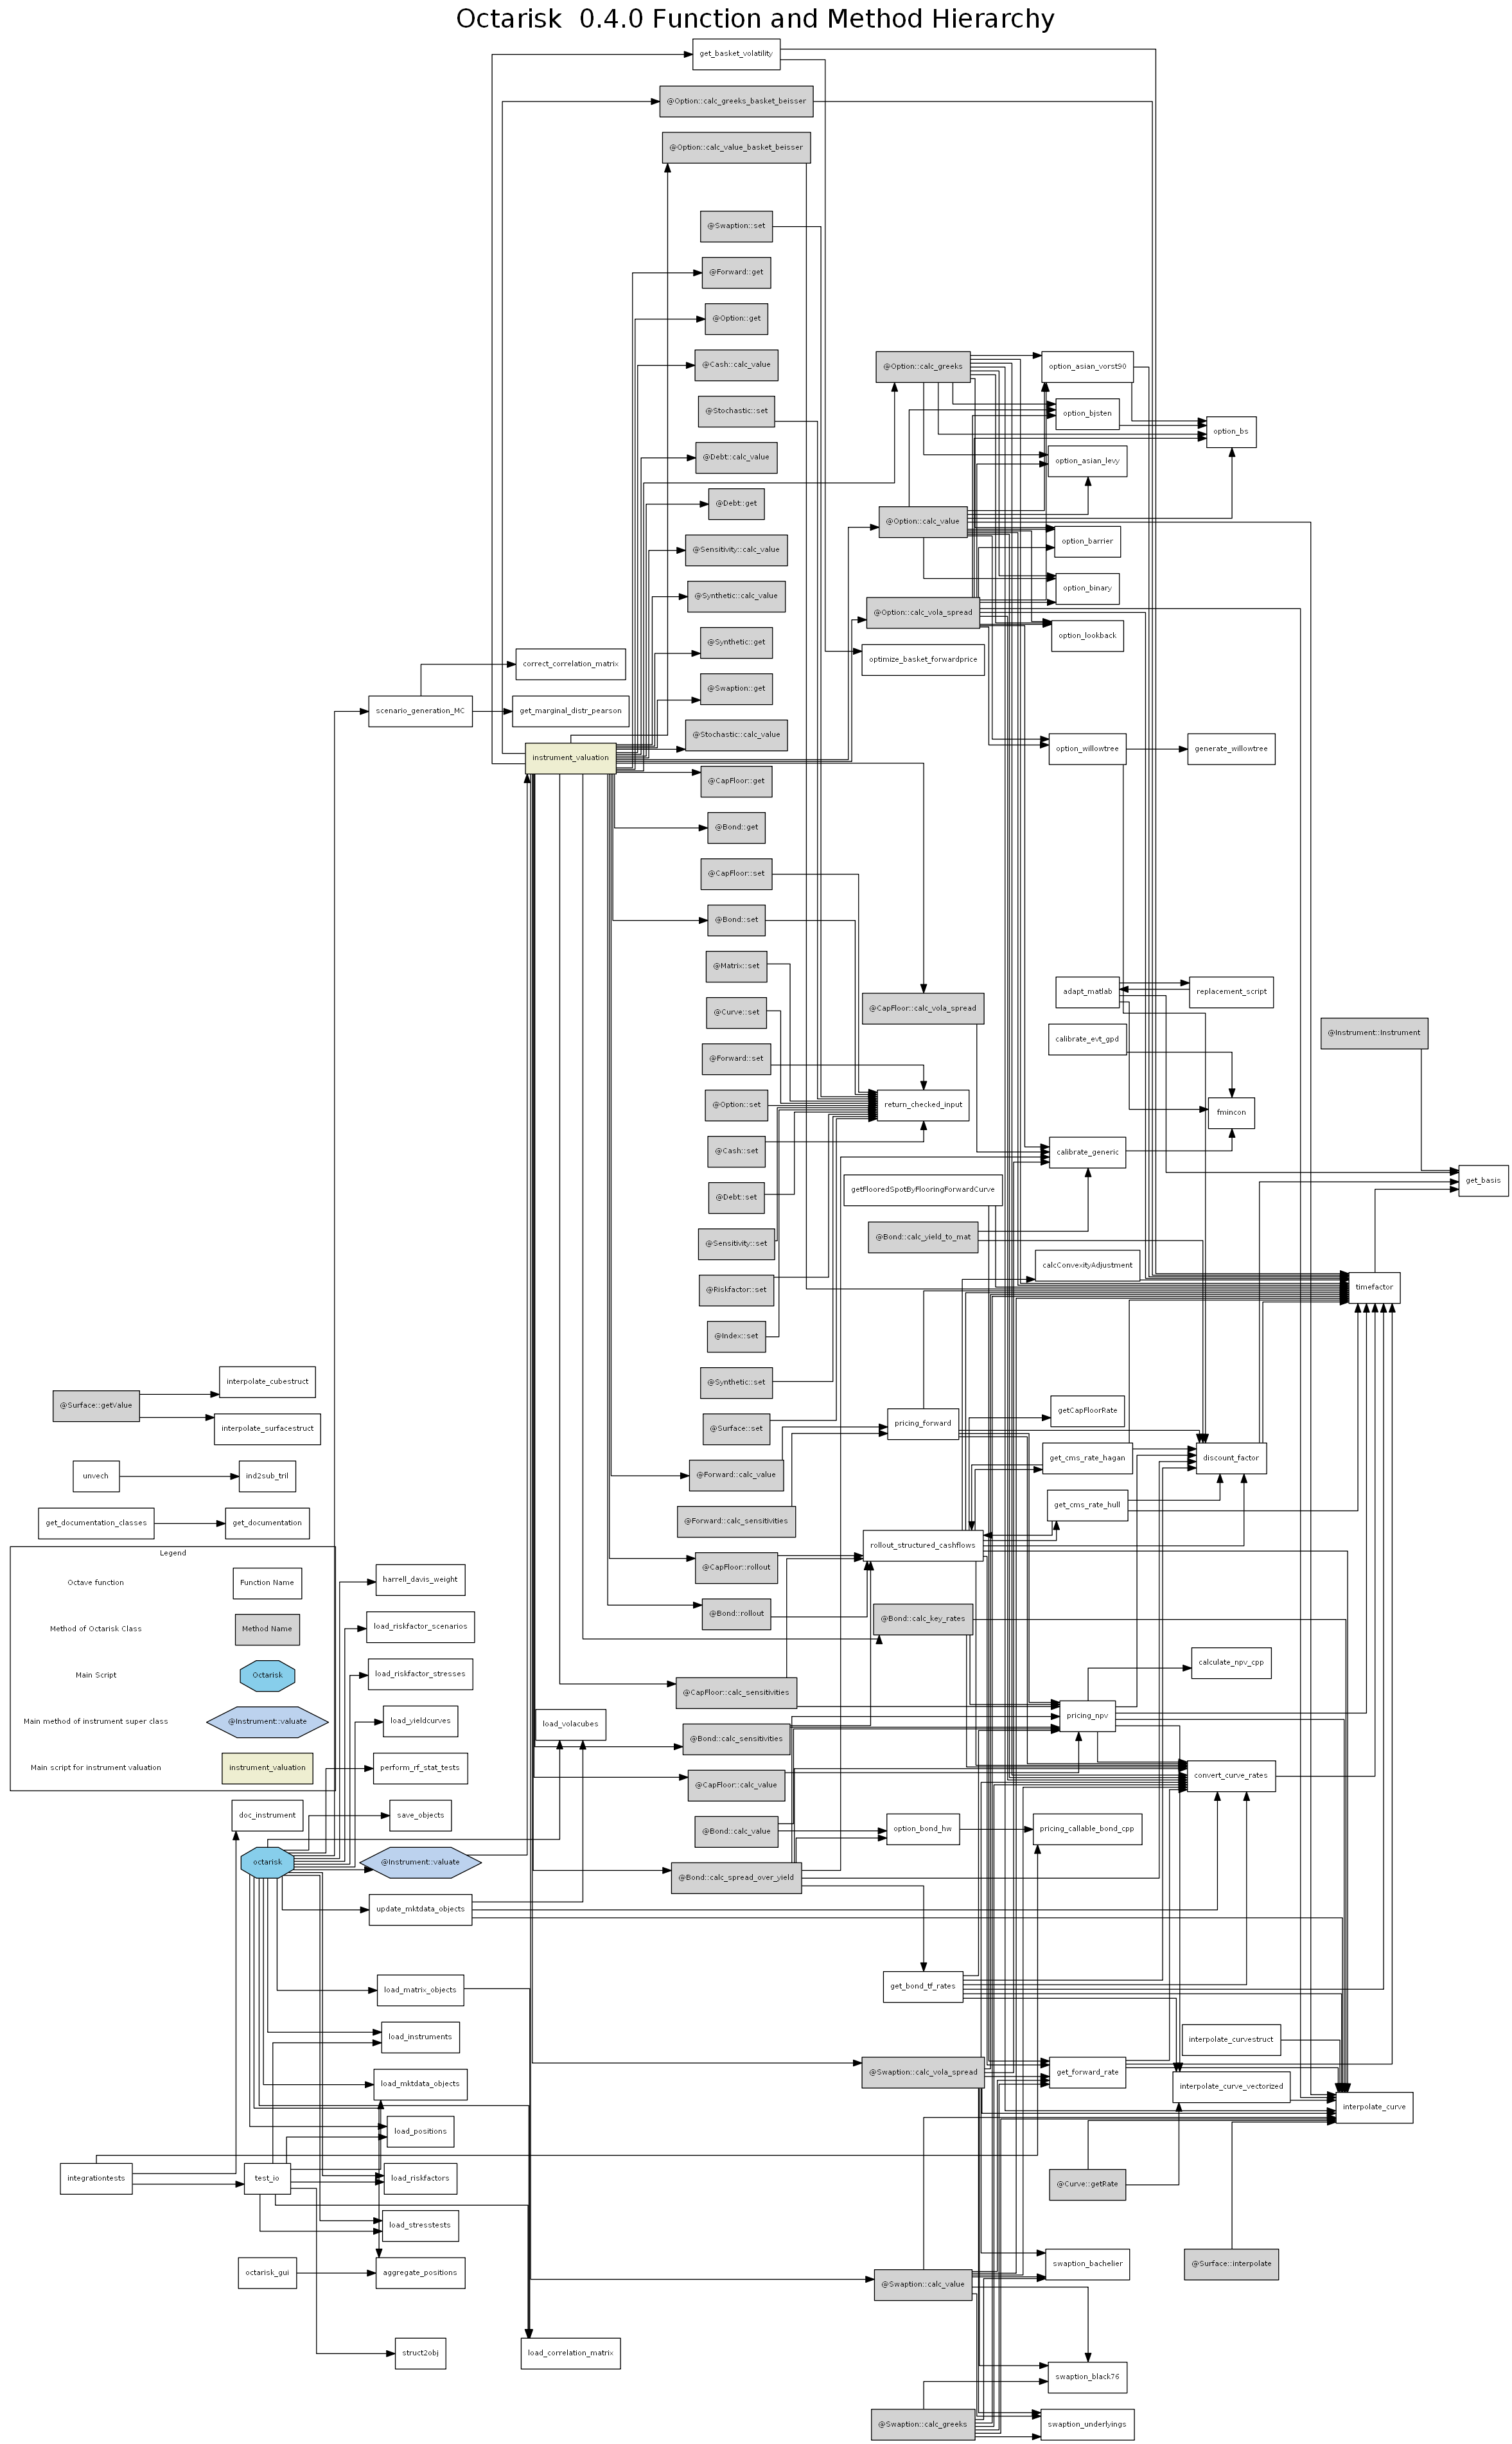 Octarisk  0.4.0 Function and Method Hierarchy
get_basket_volatility
@Option::calc_greeks_basket_beisser
@Option::calc_value_basket_beisser
@Swaption::set
@Forward::get
@Option::get
@Cash::calc_value
@Stochastic::set
@Debt::calc_value
@Debt::get
@Sensitivity::calc_value
@Synthetic::calc_value
@Synthetic::get
@Swaption::get
@Stochastic::calc_value
@CapFloor::get
@Bond::get
@CapFloor::set
@Bond::set
@Matrix::set
@Curve::set
@Forward::set
@Option::set
@Cash::set
@Debt::set
@Sensitivity::set
@Riskfactor::set
@Index::set
@Synthetic::set
@Surface::set
@Forward::calc_value
@Forward::calc_sensitivities
@CapFloor::rollout
@Bond::rollout
@CapFloor::calc_sensitivities
@Bond::calc_sensitivities
@CapFloor::calc_value
@Bond::calc_value
@Bond::calc_spread_over_yield
correct_correlation_matrix
scenario_generation_MC
get_marginal_distr_pearson
instrument_valuation
@Option::calc_greeks
@Option::calc_value
@Option::calc_vola_spread
optimize_basket_forwardprice
@CapFloor::calc_vola_spread
return_checked_input
getFlooredSpotByFlooringForwardCurve
@Bond::calc_yield_to_mat
pricing_forward
rollout_structured_cashflows
@Bond::calc_key_rates
option_bond_hw
get_bond_tf_rates
@Swaption::calc_vola_spread
@Swaption::calc_value
@Swaption::calc_greeks
option_asian_vorst90
option_bjsten
option_bs
option_asian_levy
option_barrier
option_binary
option_lookback
option_willowtree
generate_willowtree
adapt_matlab
replacement_script
calibrate_evt_gpd
fmincon
@Instrument::Instrument
calibrate_generic
get_basis
calcConvexityAdjustment
timefactor
getCapFloorRate
get_cms_rate_hagan
discount_factor
get_cms_rate_hull
calculate_npv_cpp
pricing_npv
convert_curve_rates
pricing_callable_bond_cpp
interpolate_curvestruct
get_forward_rate
interpolate_curve_vectorized
interpolate_curve
@Curve::getRate
swaption_bachelier
@Surface::interpolate
swaption_black76
swaption_underlyings
@Surface::getValue
interpolate_cubestruct
interpolate_surfacestruct
unvech
ind2sub_tril
get_documentation_classes
get_documentation
Legend
Octave function
Function Name
Method of Octarisk Class
Method Name
Main Script
Octarisk
Main method of instrument super class
@Instrument::valuate
Main script for instrument valuation
instrument_valuation
harrell_davis_weight
load_riskfactor_scenarios
load_riskfactor_stresses
load_yieldcurves
load_volacubes
perform_rf_stat_tests
doc_instrument
save_objects
octarisk
@Instrument::valuate
update_mktdata_objects
load_matrix_objects
load_instruments
load_mktdata_objects
load_positions
integrationtests
test_io
load_riskfactors
load_stresstests
octarisk_gui
aggregate_positions
struct2obj
load_correlation_matrix